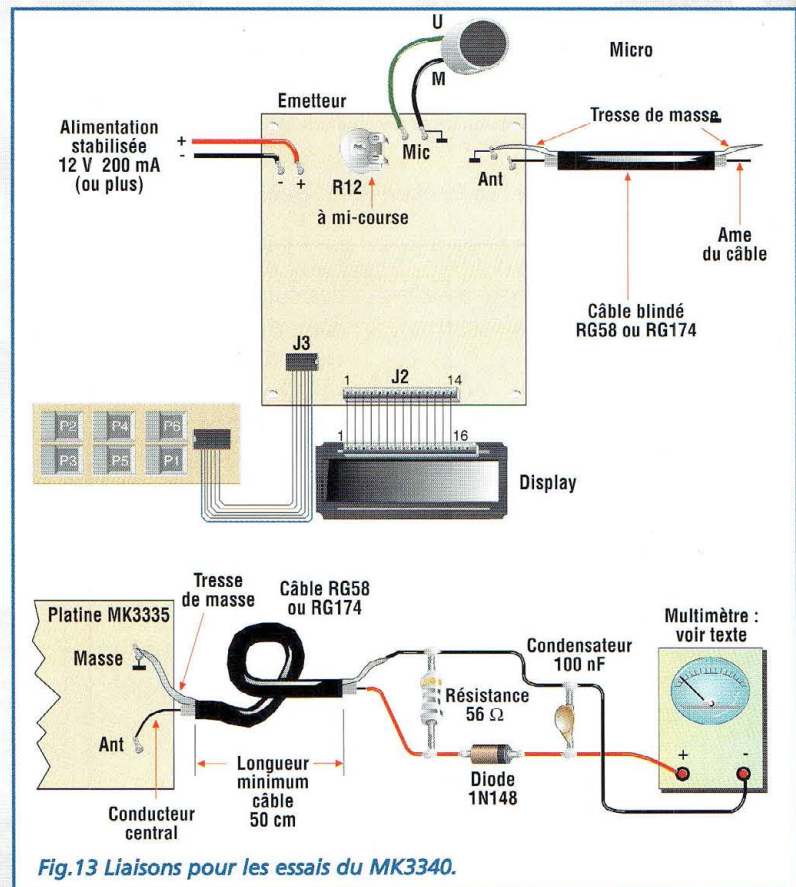 U
M
Micro
Emetteur
Tresse de masse
Alimentation
stabilisée
12 V 200 mA
(ou plus)
+
-
- +
R12
Mic
Ant
à mi-course
Ame
du câble
Câble blindé
RG58 ou RG174
J3
1 J2 14
P2 P4 P6
P3 P5 P1
1 16
Display
Tresse
de masse
Câble RG58
ou RG174
Platine MK3335
Masse
Ant
Conducteur
central
Longueur
minimum
câble
50 cm
Résistance
56 Ω
Condensateur
100 nF
Diode
1N148
Multimètre :
voir texte
+ -
Fig.13 Liaisons pour les essais du MK3340.